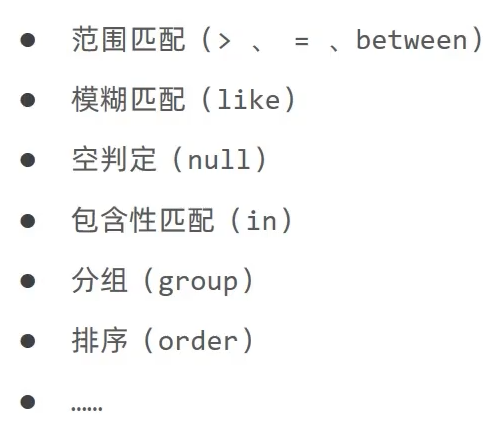 ● 范围匹配（> 、 = 、between）
● 模糊匹配（like）
● 空判定（null）
● 包含性匹配（in）
● 分组（group）
● 排序（order）
● ……